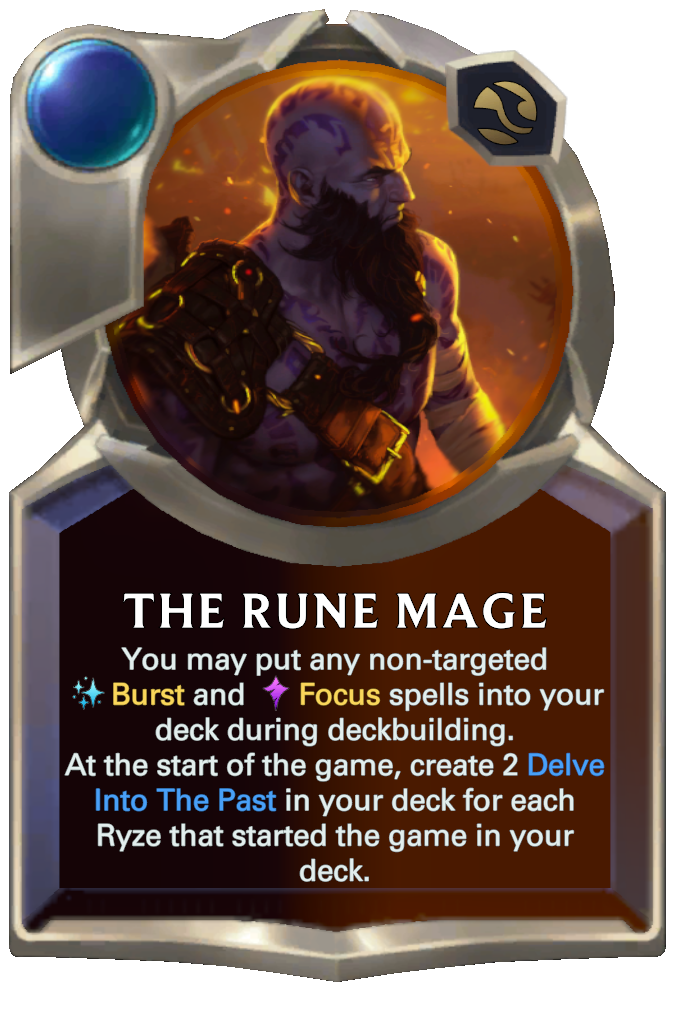 THE RUNE MAGE
You may put any non-targeted
Burst and Focus spells into your
deck during deckbuilding.
At the start of the game, create 2 Delve
Into The Past in your deck for each
Ryze that started the game in your
deck.